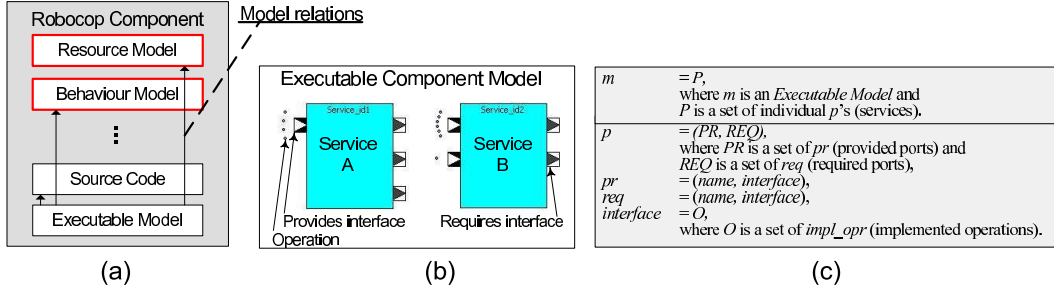 Robocop Component
Model relations
Resource Model
Behaviour Model
Source Code
Executable Model
(a)
Executable Component Model
Service_id1
Service_id2
Service
A
Service
B
Provides interface
Requires interface
Operation
(b)
m = P,
where m is an Executable Model and
P is a set of individual p's (services).
p = (PR, REQ),
where PR is a set of pr (provided ports) and
REQ is a set of req (required ports),
pr = (name, interface),
req = (name, interface),
interface = O,
where O is a set of impl_opr (implemented operations).
(c)